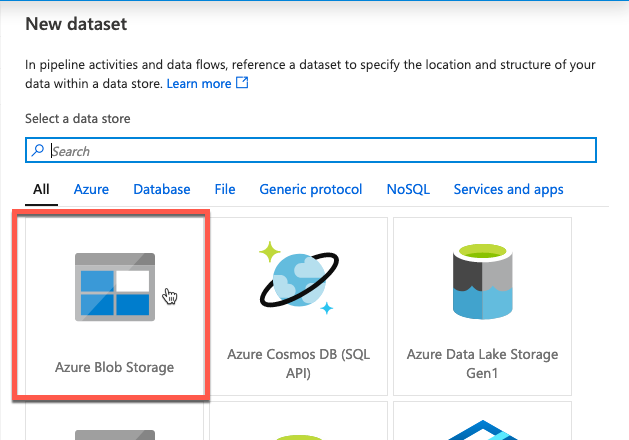 New dataset
In pipeline activities and data flows, reference a dataset to specify the location and structure of your
data within a data store. Learn more
Select a data store
Search
All Azure Database File Generic protocol NoSQL Services and apps
Azure Blob Storage
Azure Cosmos DB (SQL
API)
Azure Data Lake Storage
Gen1